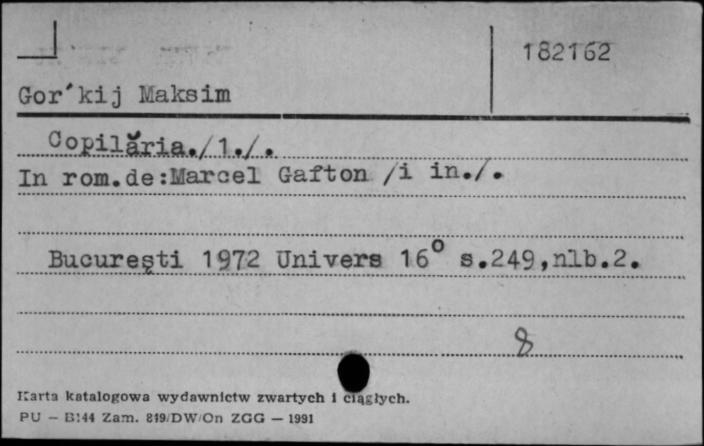 182162
Gor'kij Maksim
Copilăria./1./.
In rom.de:Marcel Gafton /i in./.
Bucureşti 1972 Univers 16° s.249,nlb.2.
8
Karta katalogowa wydawnictw zwartych i ciągłych.
PU — B144 Zam. 819/DW/On ZGG — 1991